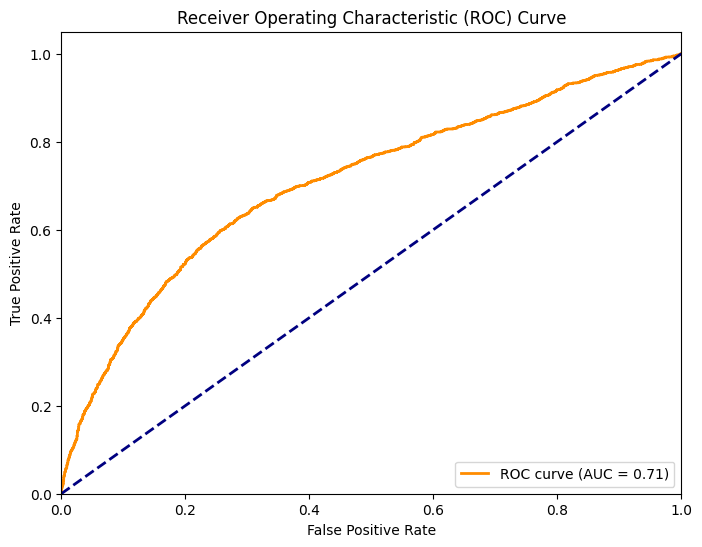 Receiver Operating Characteristic (ROC) Curve
1.0
0.8
0.6
0.4
0.2
0.0
True Positive Rate
ROC curve (AUC = 0.71)
0.0 0.2 0.4 0.6 0.8 1.0
False Positive Rate